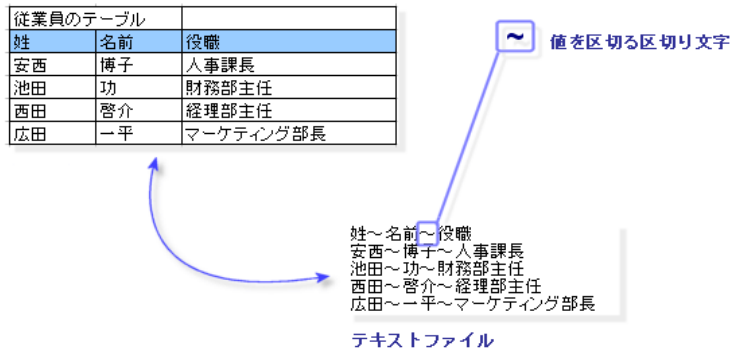 従業員のテーブル
姓 名前 役職
安西 博子 人事課長
池田 功 財務部主任
西田 啓介 経理部主任
広田 一平 マーケティング部長
~ 値を区切る区切り文字
姓～名前～役職
安西～博子～人事課長
池田～功～財務部主任
西田～啓介～経理部主任
広田～一平～マーケティング部長
テキストファイル